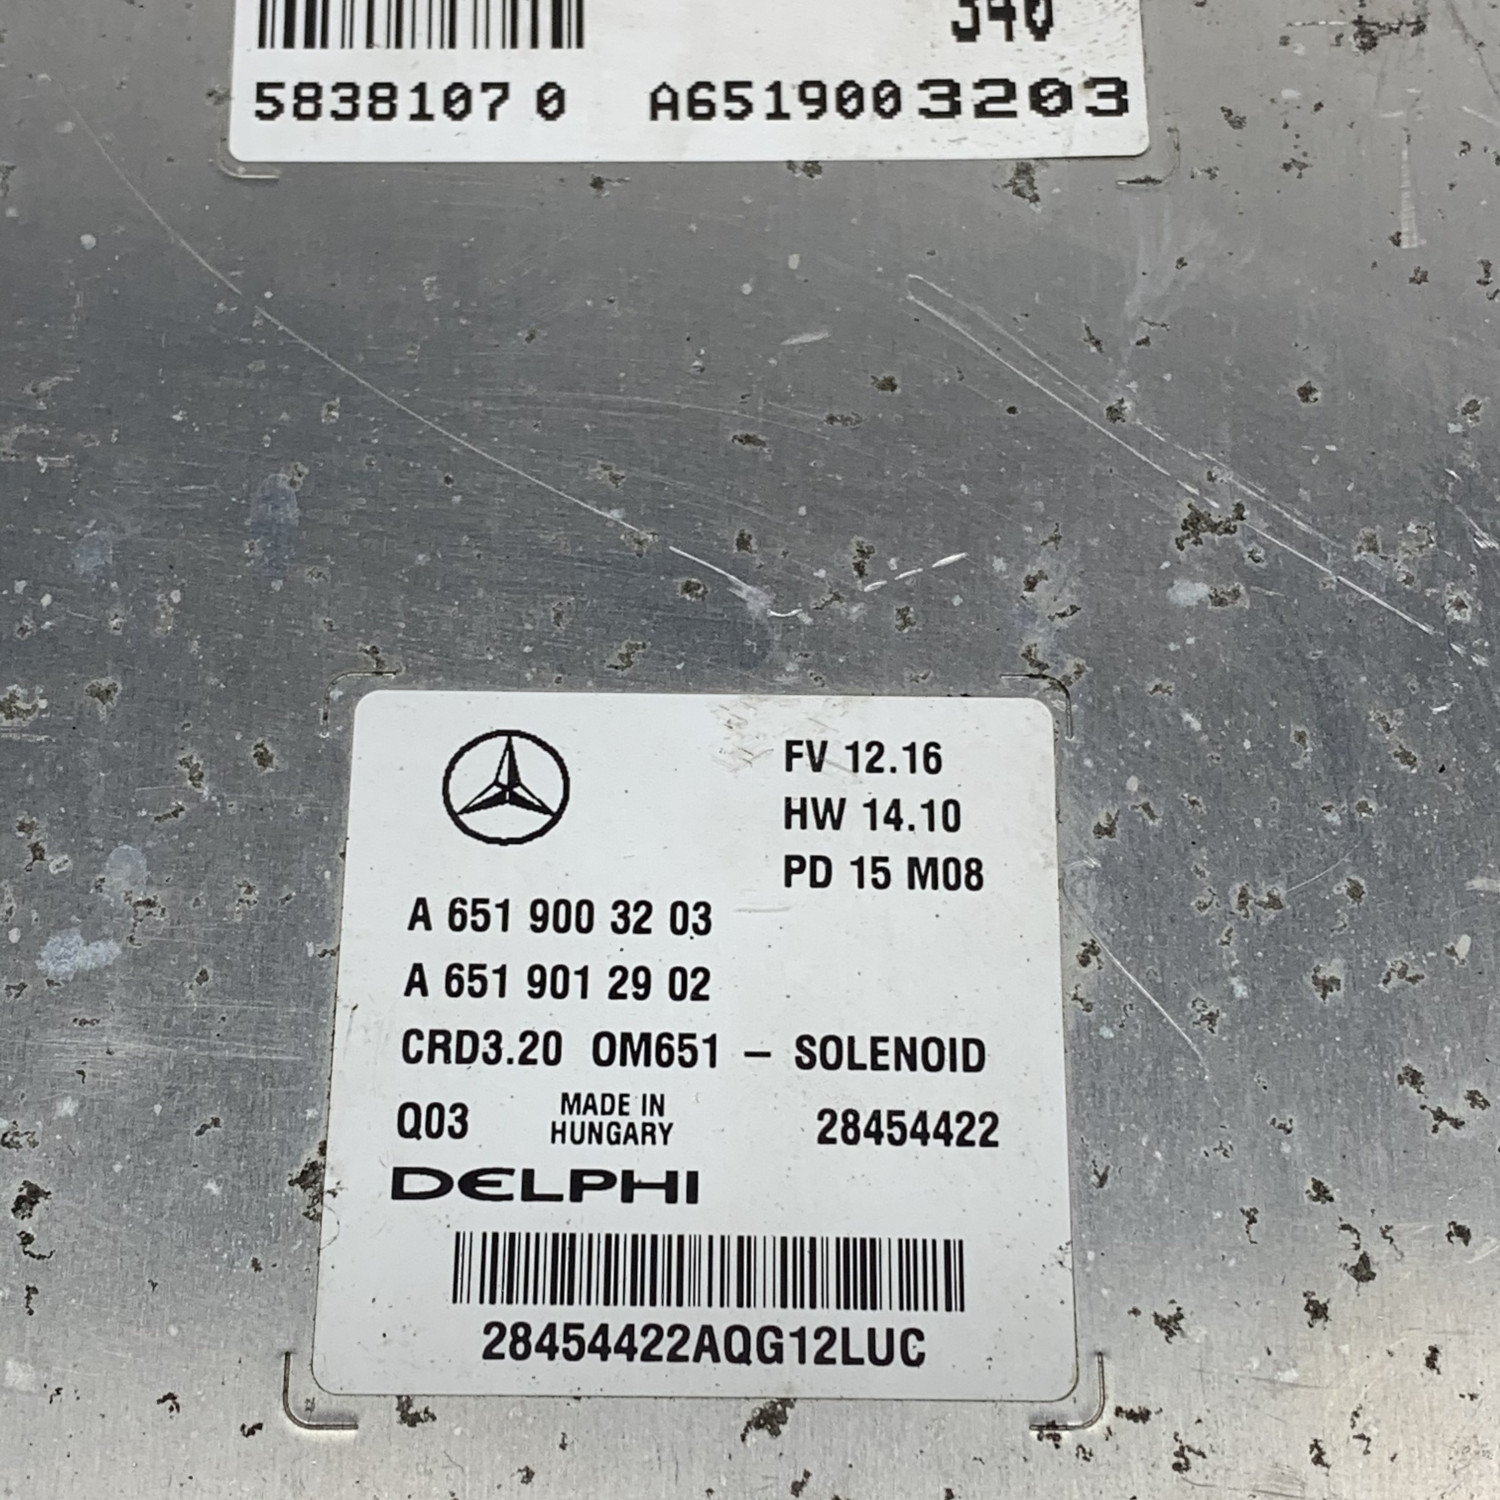 5838107 0 A6519003203
FV 12.16
HW 14.10
PD 15 M08
A 651 900 32 03
A 651 901 29 02
CRD3.20 OM651 – SOLENOID
Q03 MADE IN HUNGARY 28454422
DELPHI
28454422AQG12LUC